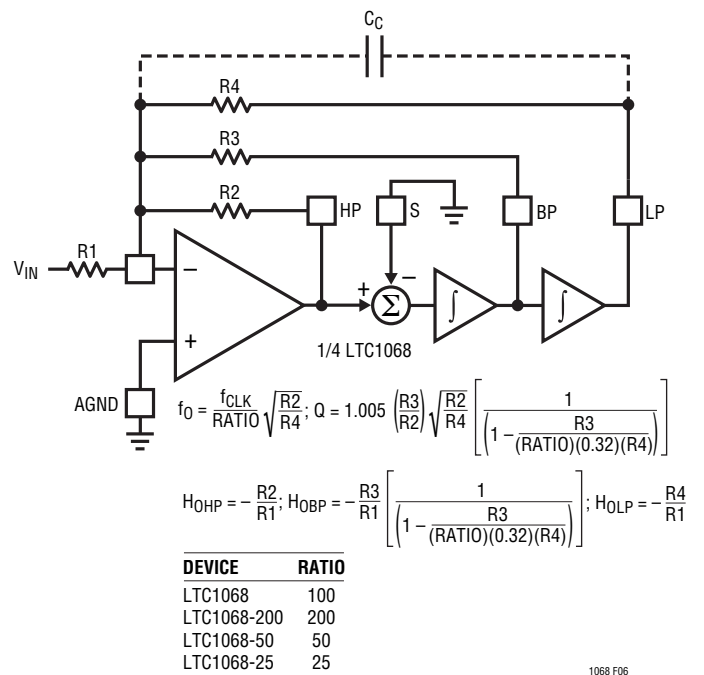 C_C
R4
R3
R2
HP
S
BP
LP
R1
V_IN
−
+
+
−
Σ
∫
∫
1/4 LTC1068
AGND
f_O = f_CLK/RATIO √(R2/R4); Q = 1.005 (R3/R2) √(R2/R4) [1/(1 − R3/((RATIO)(0.32)(R4)))]
H_OHP = − R2/R1; H_OBP = − R3/R1 [1/(1 − R3/((RATIO)(0.32)(R4)))]; H_OLP = − R4/R1
DEVICE RATIO
LTC1068 100
LTC1068-200 200
LTC1068-50 50
LTC1068-25 25
1068 F06